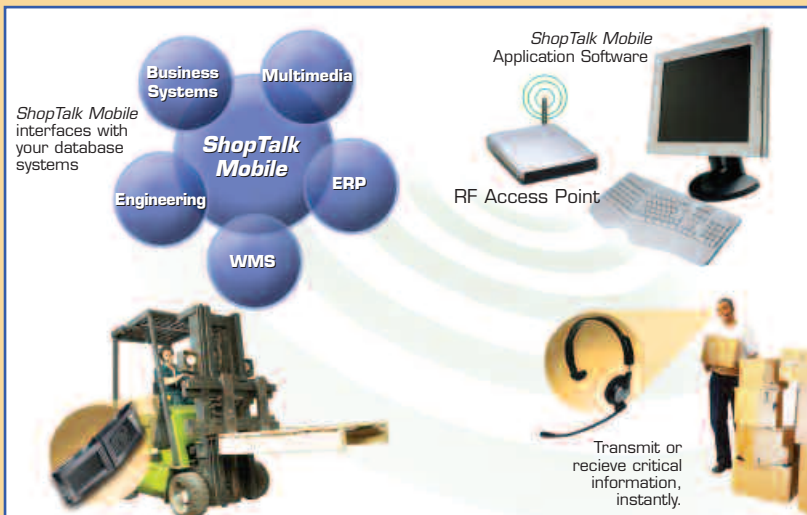 ShopTalk Mobile
interfaces with
your database
systems
Business
Systems
Multimedia
ShopTalk
Mobile
Engineering
ERP
WMS
ShopTalk Mobile
Application Software
RF Access Point
Transmit or
recieve critical
information,
instantly.